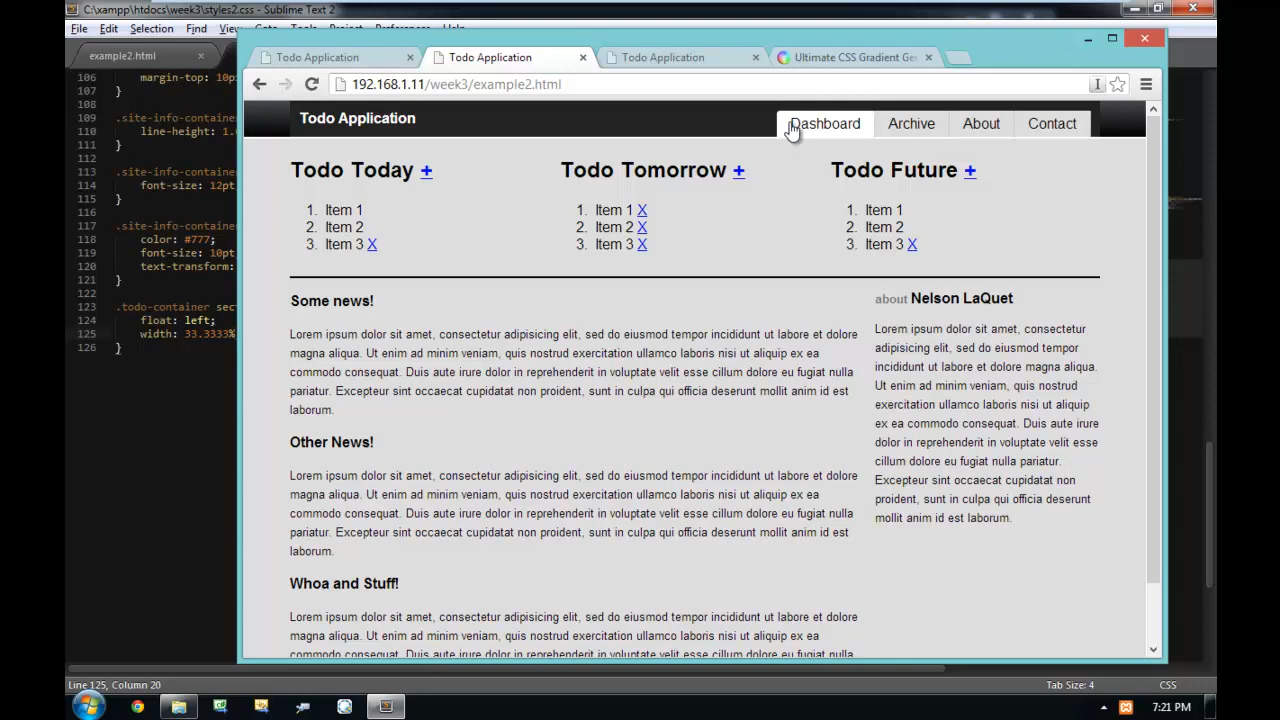 C:\xampp\htdocs\week3\styles2.css - Sublime Text 2
File Edit Selection Find View Goto Tools Project Preferences Help
example2.html
Todo Application
Todo Application
Todo Application
Ultimate CSS Gradient Ge
192.168.1.11/week3/example2.html
106 margin-top: 10p
107 }
108
109 .site-info-containe
110 line-height: 1.
111 }
112
113 .site-info-containe
114 font-size: 12pt
115 }
116
117 .site-info-containe
118 color: #777;
119 font-size: 10pt
120 text-transform:
121 }
122
123 .todo-container sec
124 float: left;
125 width: 33.3333%
126 }
Todo Application
Dashboard Archive About Contact
Todo Today +
1. Item 1
2. Item 2
3. Item 3 X
Todo Tomorrow +
1. Item 1 X
2. Item 2 X
3. Item 3 X
Todo Future +
1. Item 1
2. Item 2
3. Item 3 X
Some news!
Lorem ipsum dolor sit amet, consectetur adipisicing elit, sed do eiusmod tempor incididunt ut labore et dolore
magna aliqua. Ut enim ad minim veniam, quis nostrud exercitation ullamco laboris nisi ut aliquip ex ea
commodo consequat. Duis aute irure dolor in reprehenderit in voluptate velit esse cillum dolore eu fugiat nulla
pariatur. Excepteur sint occaecat cupidatat non proident, sunt in culpa qui officia deserunt mollit anim id est
laborum.
Other News!
Lorem ipsum dolor sit amet, consectetur adipisicing elit, sed do eiusmod tempor incididunt ut labore et dolore
magna aliqua. Ut enim ad minim veniam, quis nostrud exercitation ullamco laboris nisi ut aliquip ex ea
commodo consequat. Duis aute irure dolor in reprehenderit in voluptate velit esse cillum dolore eu fugiat nulla
pariatur. Excepteur sint occaecat cupidatat non proident, sunt in culpa qui officia deserunt mollit anim id est
laborum.
Whoa and Stuff!
Lorem ipsum dolor sit amet, consectetur adipisicing elit, sed do eiusmod tempor incididunt ut labore et dolore
magna aliqua. Ut enim ad minim veniam, quis nostrud exercitation ullamco laboris nisi ut aliquip ex ea
about Nelson LaQuet
Lorem ipsum dolor sit amet, consectetur
adipisicing elit, sed do eiusmod tempor
incididunt ut labore et dolore magna aliqua.
Ut enim ad minim veniam, quis nostrud
exercitation ullamco laboris nisi ut aliquip
ex ea commodo consequat. Duis aute irure
dolor in reprehenderit in voluptate velit esse
cillum dolore eu fugiat nulla pariatur.
Excepteur sint occaecat cupidatat non
proident, sunt in culpa qui officia deserunt
mollit anim id est laborum.
Line 125, Column 20
Tab Size: 4
CSS
7:21 PM